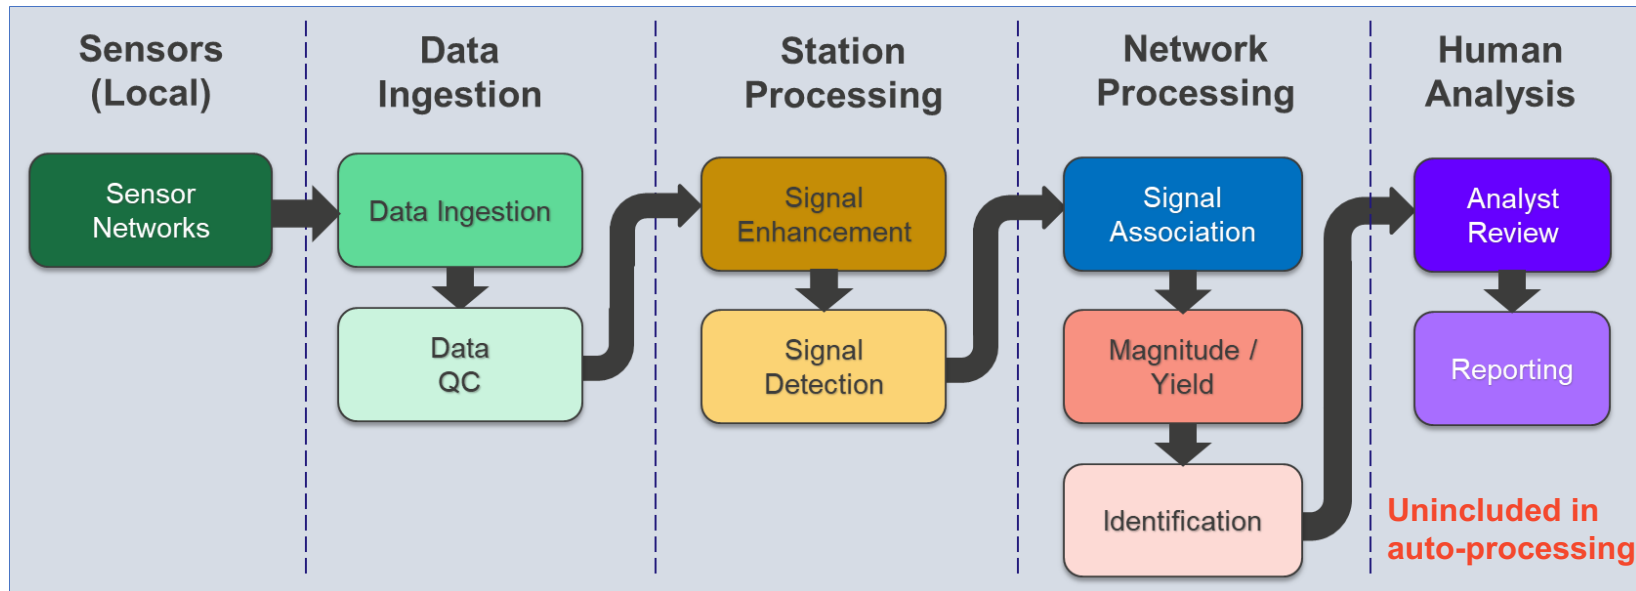 Sensors
(Local)
Data
Ingestion
Station
Processing
Network
Processing
Human
Analysis
Sensor
Networks
Data Ingestion
Data
QC
Signal
Enhancement
Signal
Detection
Signal
Association
Magnitude /
Yield
Identification
Analyst
Review
Reporting
Unincluded in
auto-processing